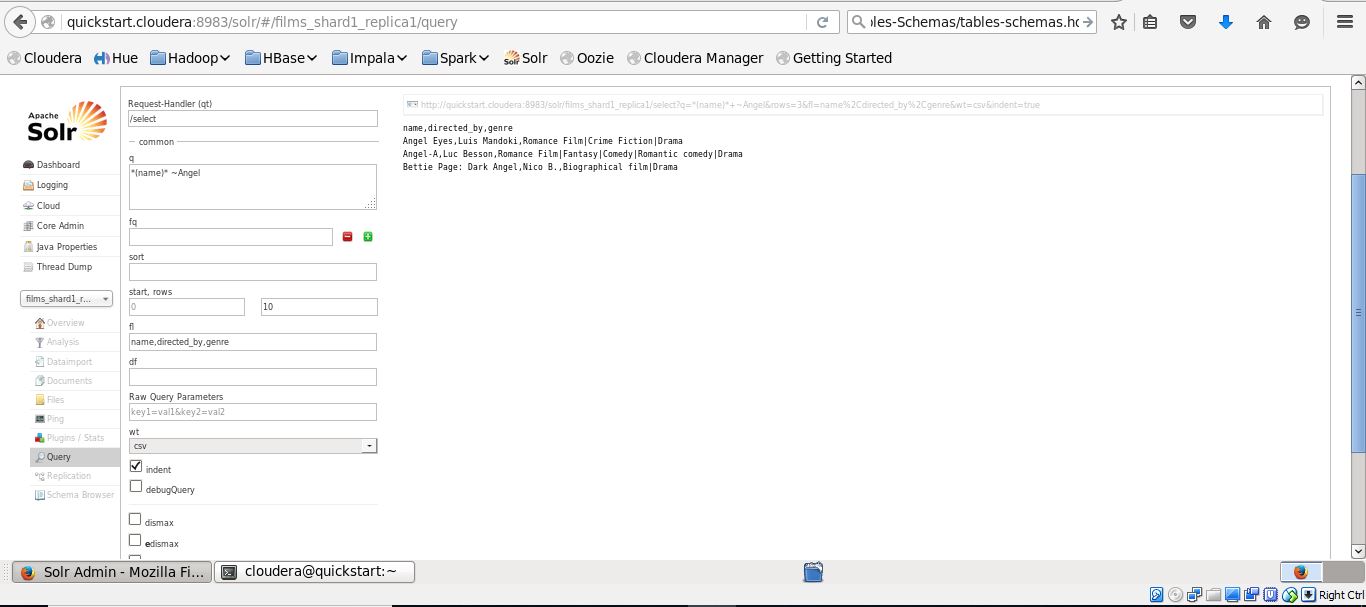 quickstart.cloudera:8983/solr/#/films_shard1_replica1/query
les-Schemas/tables-schemas.hq
Cloudera Hue Hadoop HBase Impala Spark Solr Oozie Cloudera Manager Getting Started
Apache
Solr
Dashboard
Logging
Cloud
Core Admin
Java Properties
Thread Dump
films_shard1_r...
Overview
Analysis
Dataimport
Documents
Files
Ping
Plugins / Stats
Query
Replication
Schema Browser
Request-Handler (qt)
/select
common
q
*(name)* ~Angel
fq
sort
start, rows
0 10
fl
name,directed_by,genre
df
Raw Query Parameters
key1=val1&key2=val2
wt
csv
indent
debugQuery
dismax
edismax
http://quickstart.cloudera:8983/solr/films_shard1_replica1/select?q=*(name)*+~Angel&rows=3&fl=name%2Cdirected_by%2Cgenre&wt=csv&indent=true
name,directed_by,genre
Angel Eyes,Luis Mandoki,Romance Film|Crime Fiction|Drama
Angel-A,Luc Besson,Romance Film|Fantasy|Comedy|Romantic comedy|Drama
Bettie Page: Dark Angel,Nico B.,Biographical film|Drama
Solr Admin - Mozilla Fi...
cloudera@quickstart:~
Right Ctrl